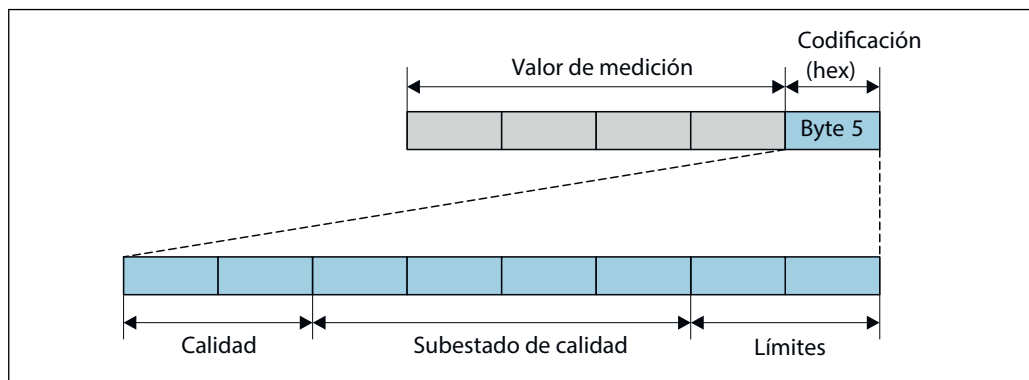 Codificación
(hex)
Valor de medición
Byte 5
Calidad
Subestado de calidad
Límites